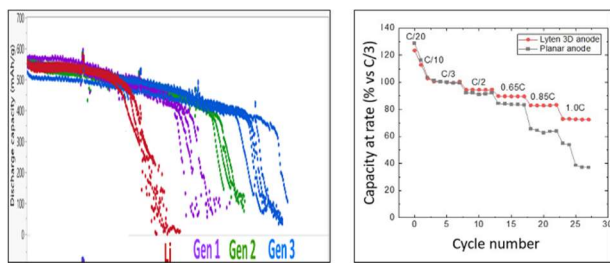 Discharge capacity (mAh/g)
700
600
500
400
300
200
100
0
Li
Gen 1
Gen 2
Gen 3
Capacity at rate (% vs C/3)
140
120
100
80
60
40
20
0
C/20
C/10
C/3
C/2
0.65C
0.85C
1.0C
Lyten 3D anode
Planar anode
0 5 10 15 20 25
Cycle number